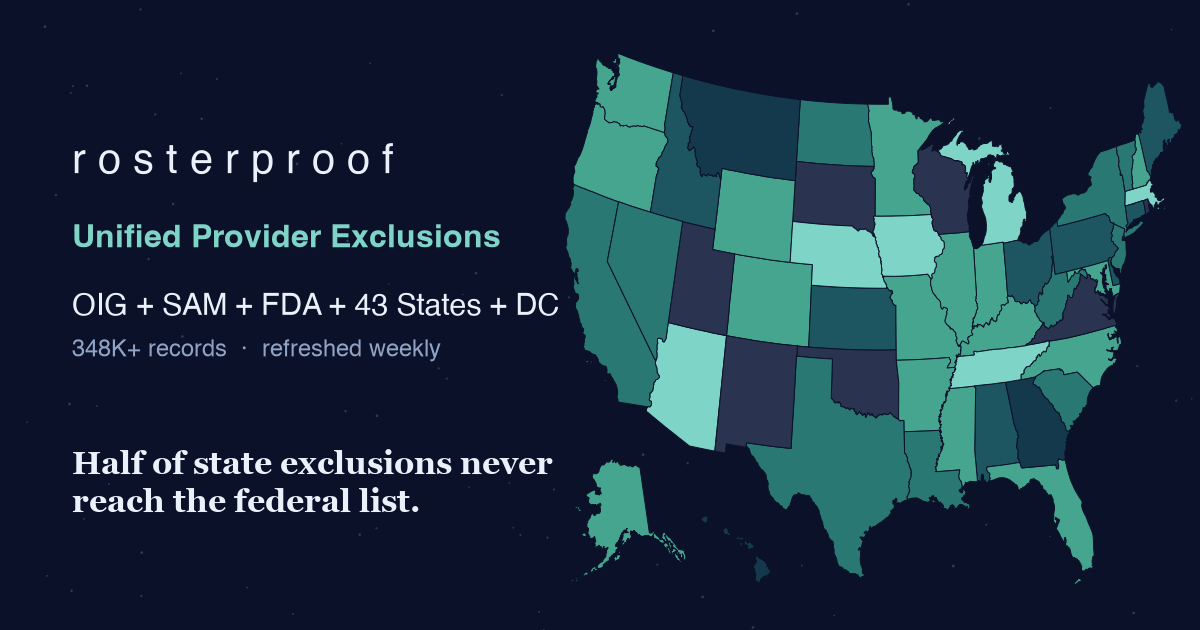 rosterproof
Unified Provider Exclusions
OIG + SAM + FDA + 43 States + DC
348K+ records · refreshed weekly
Half of state exclusions never
reach the federal list.